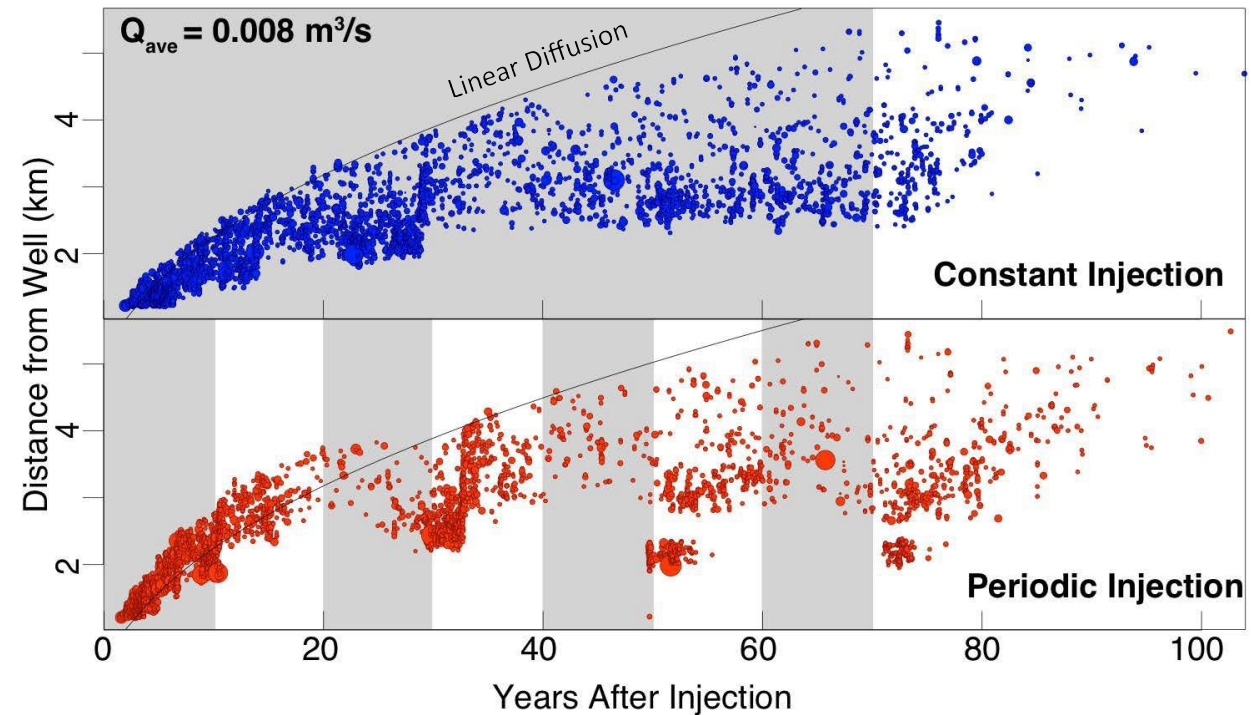 Qave = 0.008 m³/s
Linear Diffusion
4
2
Constant Injection
Distance from Well (km)
4
2
Periodic Injection
0 20 40 60 80 100
Years After Injection